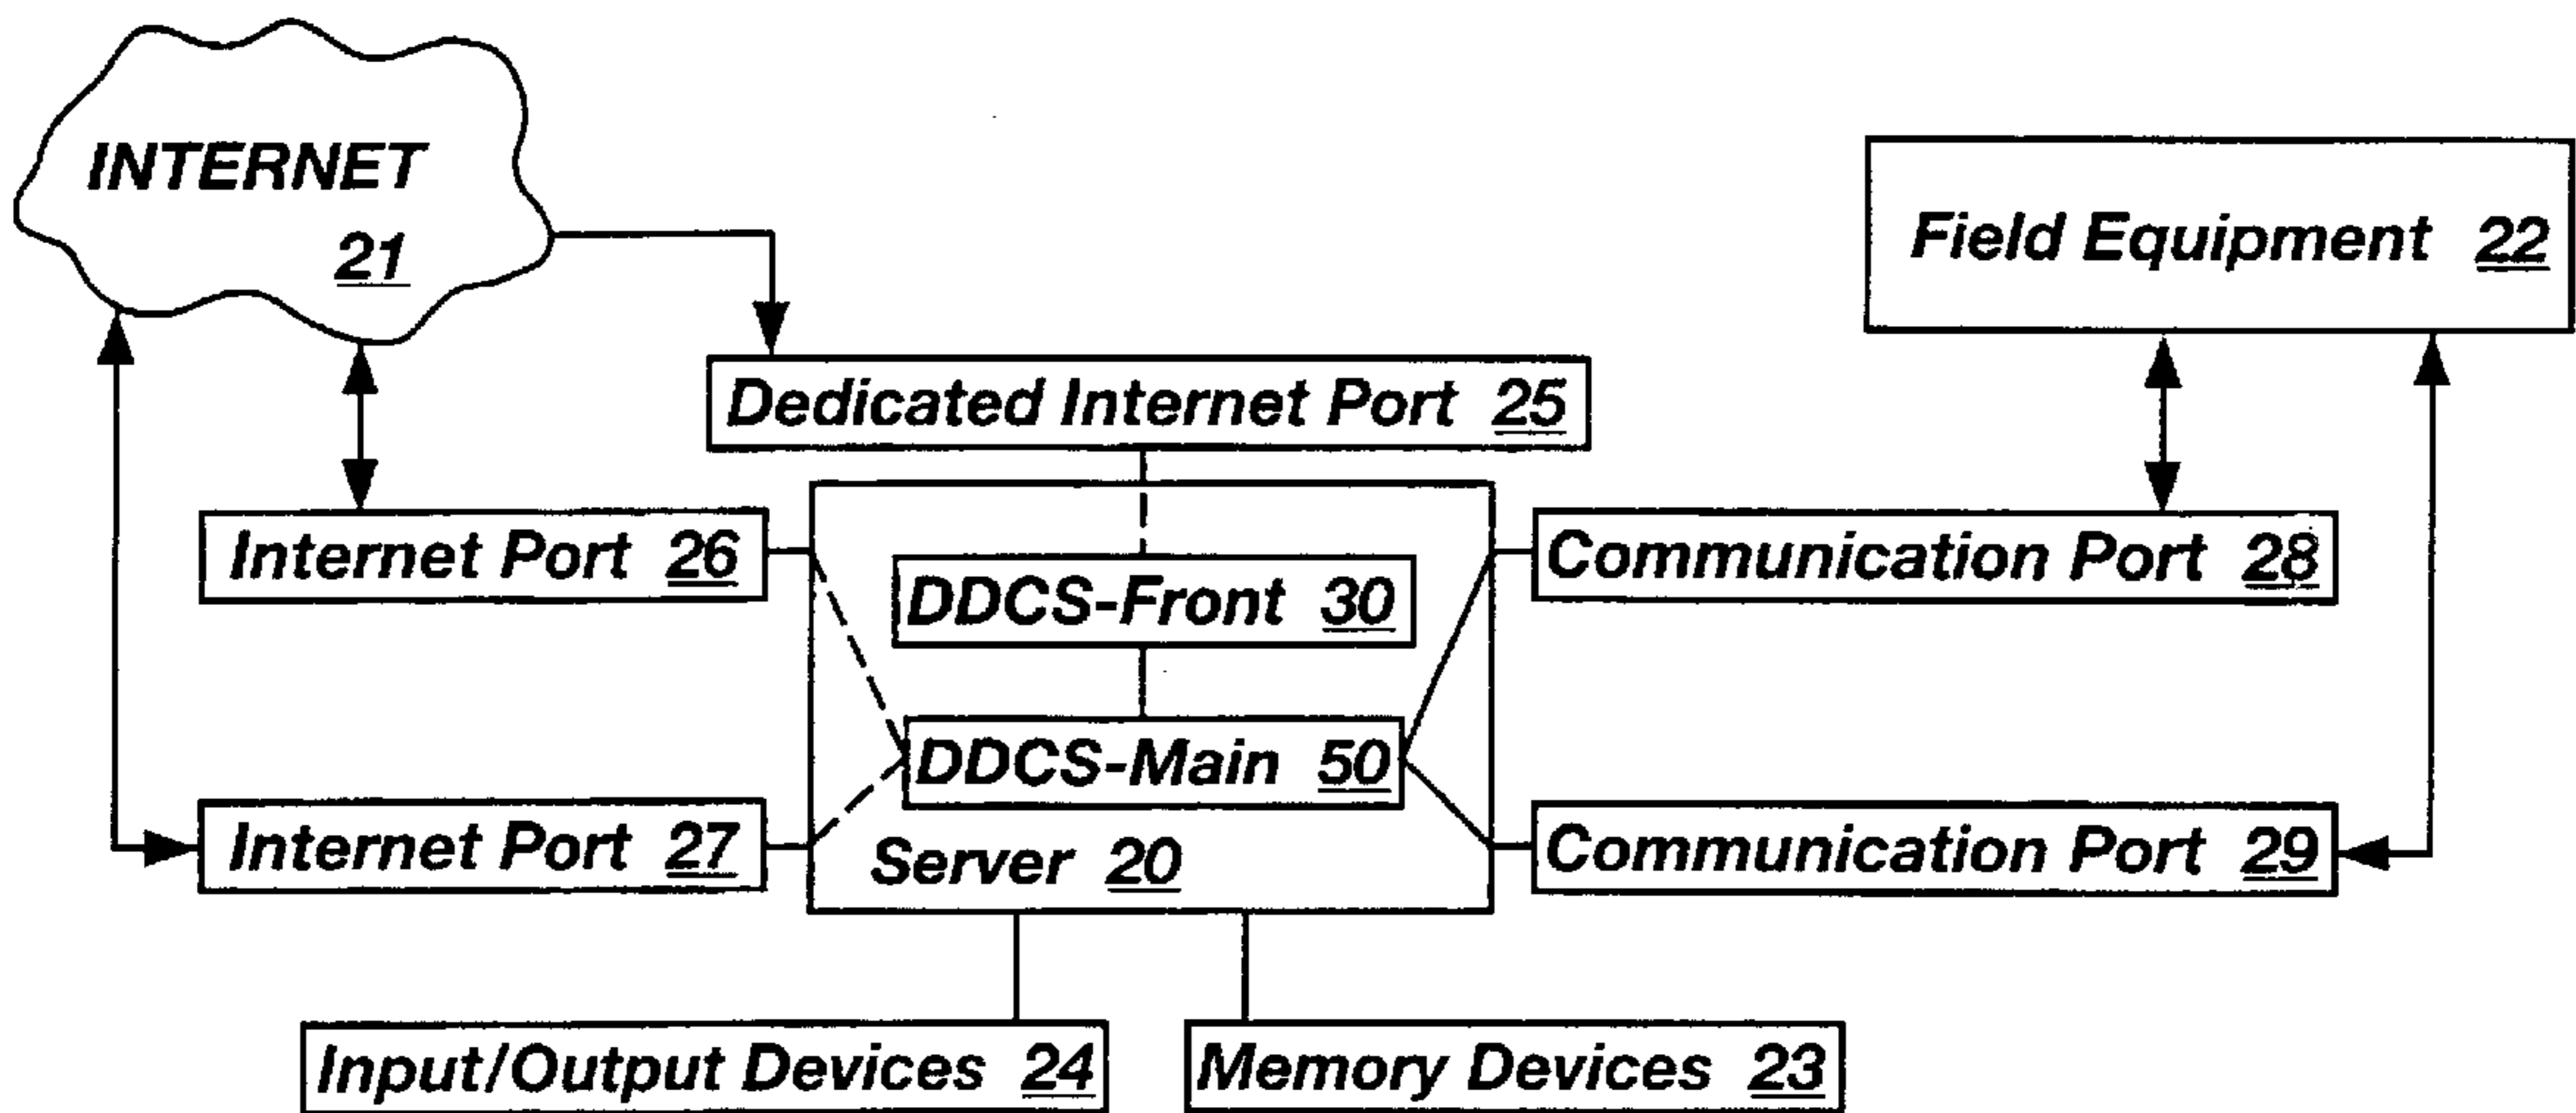 INTERNET
21
Field Equipment 22
Dedicated Internet Port 25
Internet Port 26
DDCS-Front 30
Communication Port 28
DDCS-Main 50
Internet Port 27
Server 20
Communication Port 29
Input/Output Devices 24
Memory Devices 23